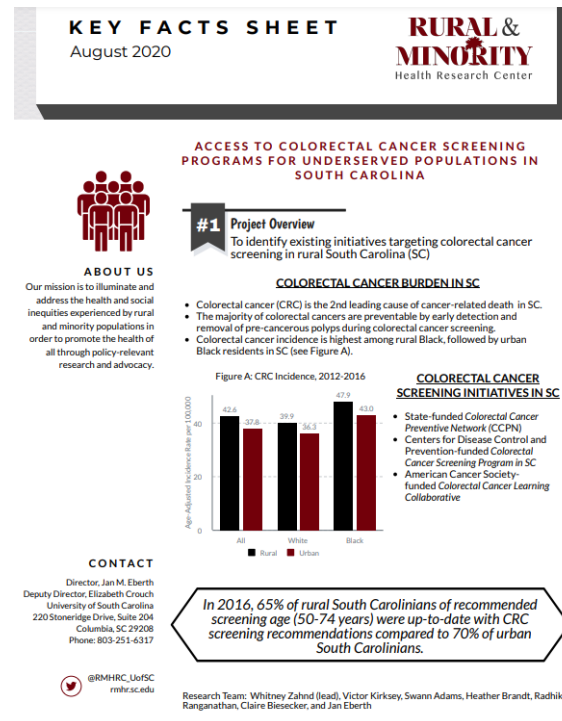 KEY FACTS SHEET
August 2020
RURAL &
MINORITY
Health Research Center
ACCESS TO COLORECTAL CANCER SCREENING
PROGRAMS FOR UNDERSERVED POPULATIONS IN
SOUTH CAROLINA
#1 Project Overview
To identify existing initiatives targeting colorectal cancer
screening in rural South Carolina (SC)
ABOUT US
Our mission is to illuminate and
address the health and social
inequities experienced by rural
and minority populations in
order to promote the health of
all through policy-relevant
research and advocacy.
COLORECTAL CANCER BURDEN IN SC
• Colorectal cancer (CRC) is the 2nd leading cause of cancer-related death in SC.
• The majority of colorectal cancers are preventable by early detection and
removal of pre-cancerous polyps during colorectal cancer screening.
• Colorectal cancer incidence is highest among rural Black, followed by urban
Black residents in SC (see Figure A).
Figure A: CRC Incidence, 2012-2016
Age-Adjusted Incidence Rate per 100,000
40
20
0
42.6
37.8
39.9
36.3
47.9
43.0
All
White
Black
Rural
Urban
COLORECTAL CANCER
SCREENING INITIATIVES IN SC
• State-funded Colorectal Cancer
Preventive Network (CCPN)
• Centers for Disease Control and
Prevention-funded Colorectal
Cancer Screening Program in SC
• American Cancer Society-
funded Colorectal Cancer Learning
Collaborative
CONTACT
Director, Jan M. Eberth
Deputy Director, Elizabeth Crouch
University of South Carolina
220 Stoneridge Drive, Suite 204
Columbia, SC 29208
Phone: 803-251-6317
@RMHRC_UofSC
rmhr.sc.edu
In 2016, 65% of rural South Carolinians of recommended
screening age (50-74 years) were up-to-date with CRC
screening recommendations compared to 70% of urban
South Carolinians.
Research Team: Whitney Zahnd (lead), Victor Kirksey, Swann Adams, Heather Brandt, Radhik
Ranganathan, Claire Biesecker, and Jan Eberth